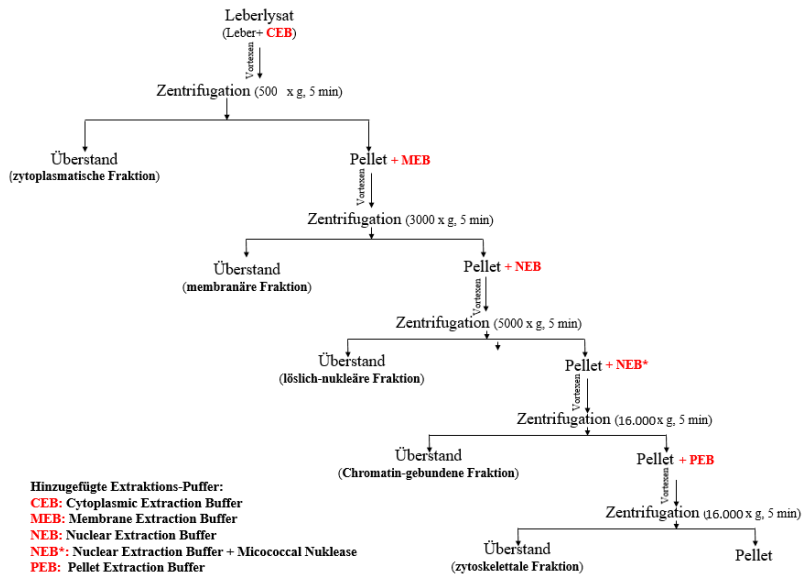 Leberlysat
(Leber+ CEB)
Vortexen
Zentrifugation (500 x g, 5 min)
Überstand
(zytoplasmatische Fraktion)
Pellet + MEB
Vortexen
Zentrifugation (3000 x g, 5 min)
Überstand
(membranäre Fraktion)
Pellet + NEB
Vortexen
Zentrifugation (5000 x g, 5 min)
Überstand
(löslich-nukleäre Fraktion)
Pellet + NEB*
Vortexen
Zentrifugation (16.000 x g, 5 min)
Überstand
(Chromatin-gebundene Fraktion)
Pellet + PEB
Vortexen
Zentrifugation (16.000 x g, 5 min)
Überstand
(zytoskelettale Fraktion)
Pellet
Hinzugefügte Extraktions-Puffer:
CEB: Cytoplasmic Extraction Buffer
MEB: Membrane Extraction Buffer
NEB: Nuclear Extraction Buffer
NEB*: Nuclear Extraction Buffer + Micococcal Nuklease
PEB: Pellet Extraction Buffer